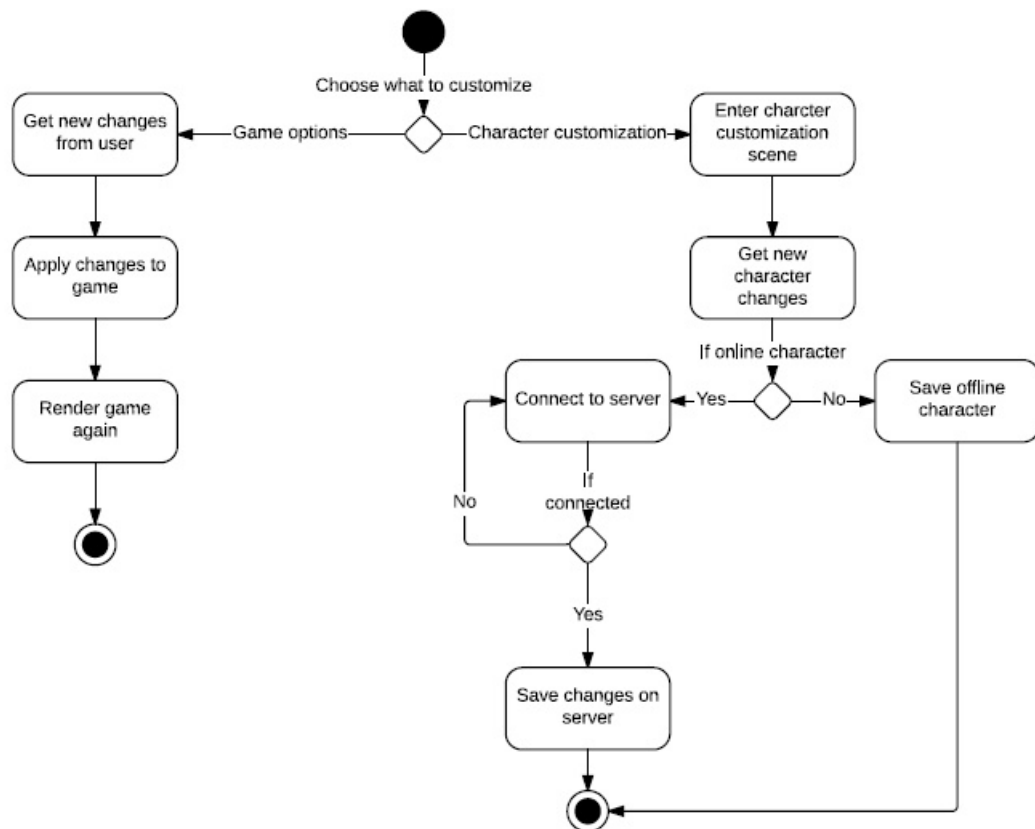 Choose what to customize
Get new changes
from user
Game options
Character customization
Enter charcter
customization
scene
Apply changes to
game
Get new
character
changes
If online character
Render game
again
Connect to server
Yes
No
Save offline
character
If
connected
No
Yes
Save changes on
server